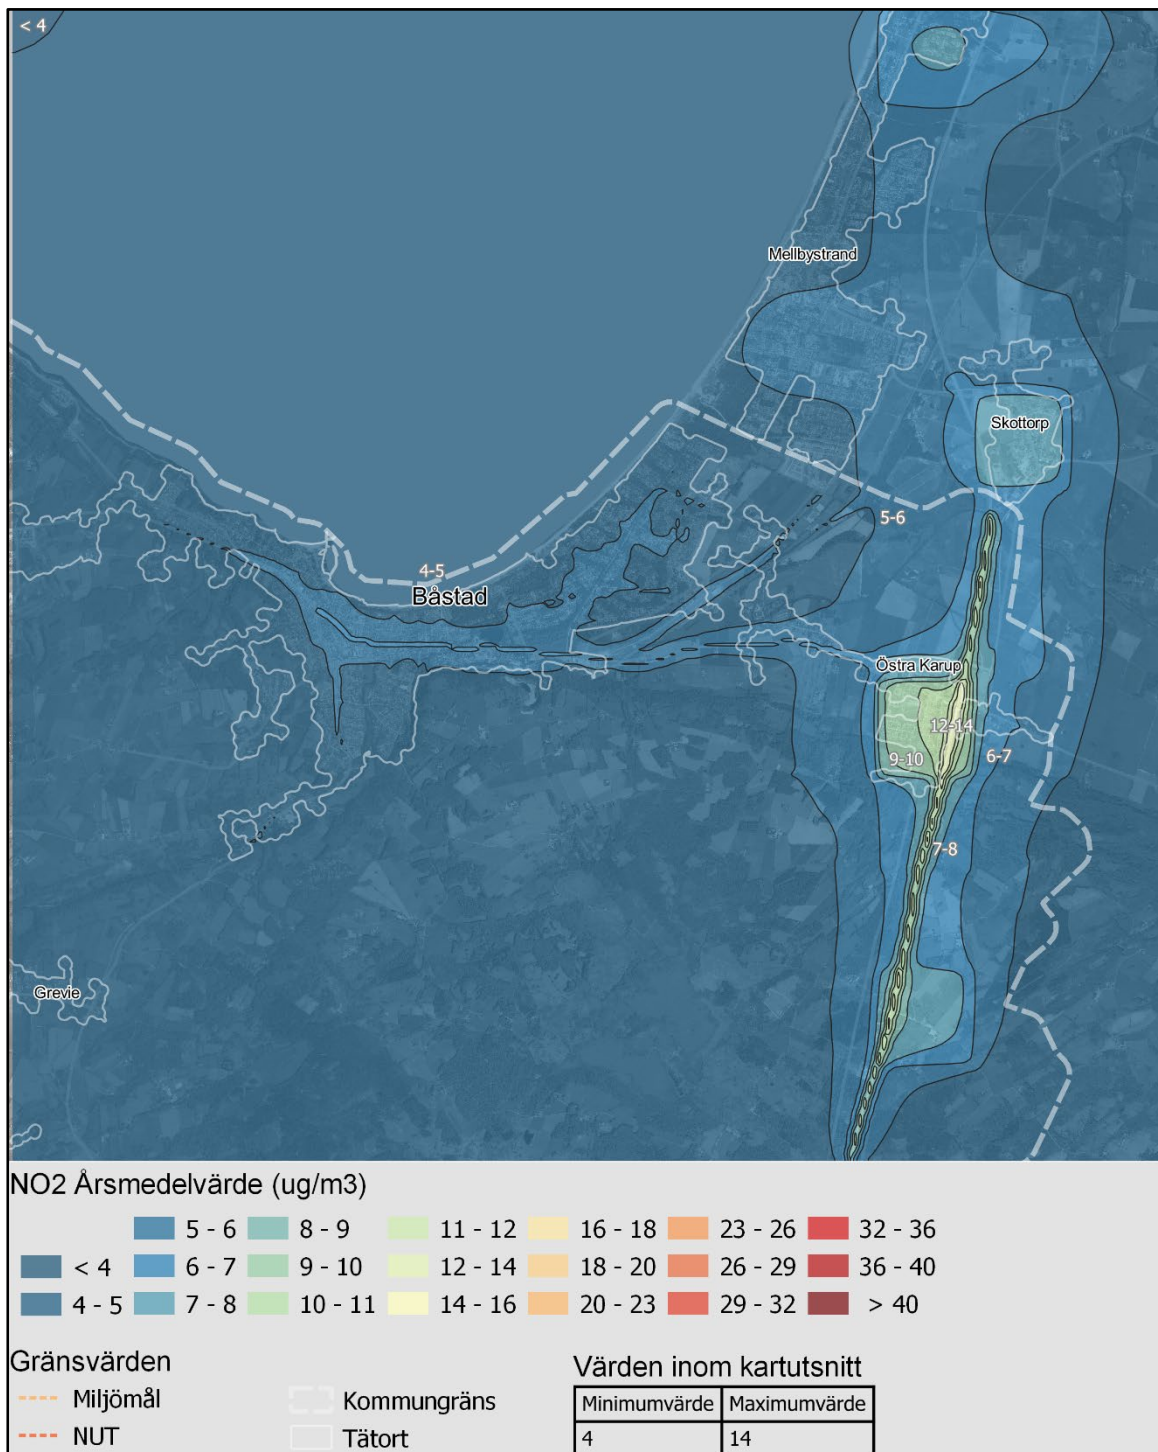 < 4
Mellbystrand
Skottorp
5-6
4-5
Båstad
Östra Karup
12-14
9-10
6-7
7-8
Grevie
NO2 Årsmedelvärde (ug/m3)
5 - 6 8 - 9 11 - 12 16 - 18 23 - 26 32 - 36
< 4 6 - 7 9 - 10 12 - 14 18 - 20 26 - 29 36 - 40
4 - 5 7 - 8 10 - 11 14 - 16 20 - 23 29 - 32 > 40
Gränsvärden
Miljömål
NUT
Kommungräns
Tätort
Värden inom kartutsnitt
Minimumvärde Maximumvärde
4 14